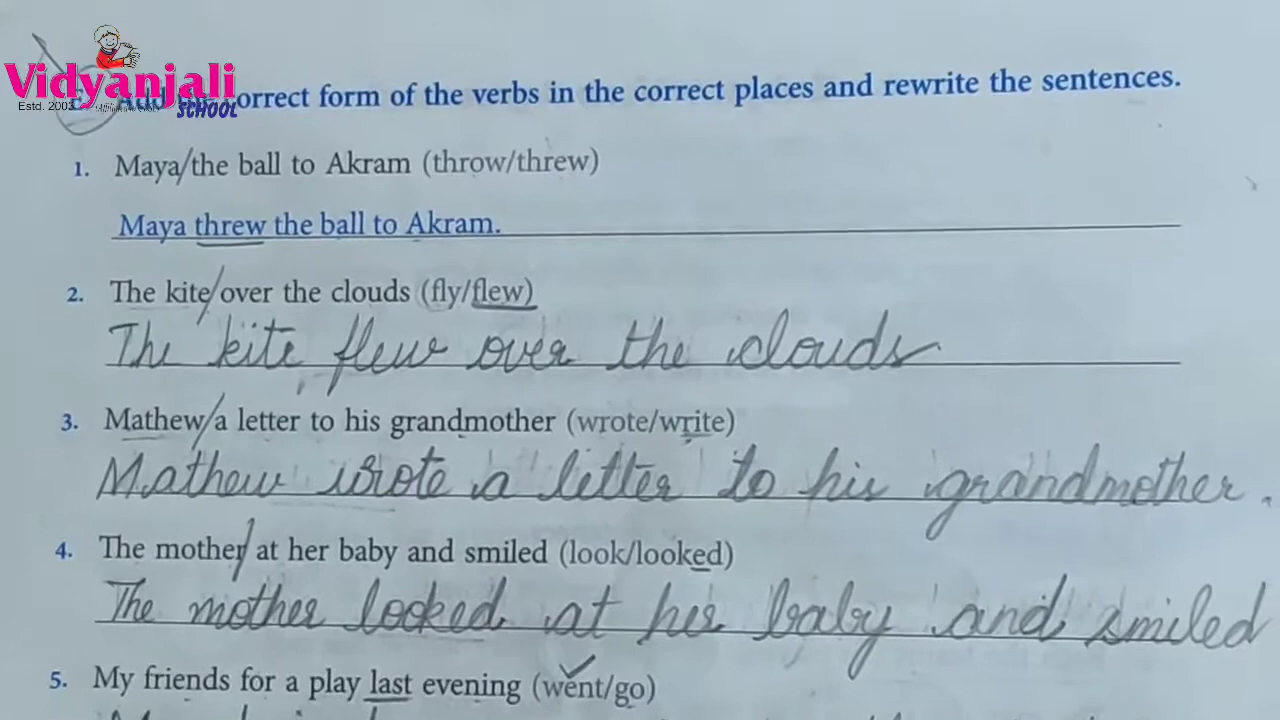 Vidyanjali
Estd. 2003
SCHOOL
correct form of the verbs in the correct places and rewrite the sentences.
1. Maya/the ball to Akram (throw/threw)
Maya threw the ball to Akram.
2. The kite/over the clouds (fly/flew)
The kite flew over the clouds
3. Mathew/a letter to his grandmother (wrote/write)
Mathew wrote a letter to his grandmother.
4. The mother/at her baby and smiled (look/looked)
The mother looked at her baby and smiled
5. My friends for a play last evening (went/go)